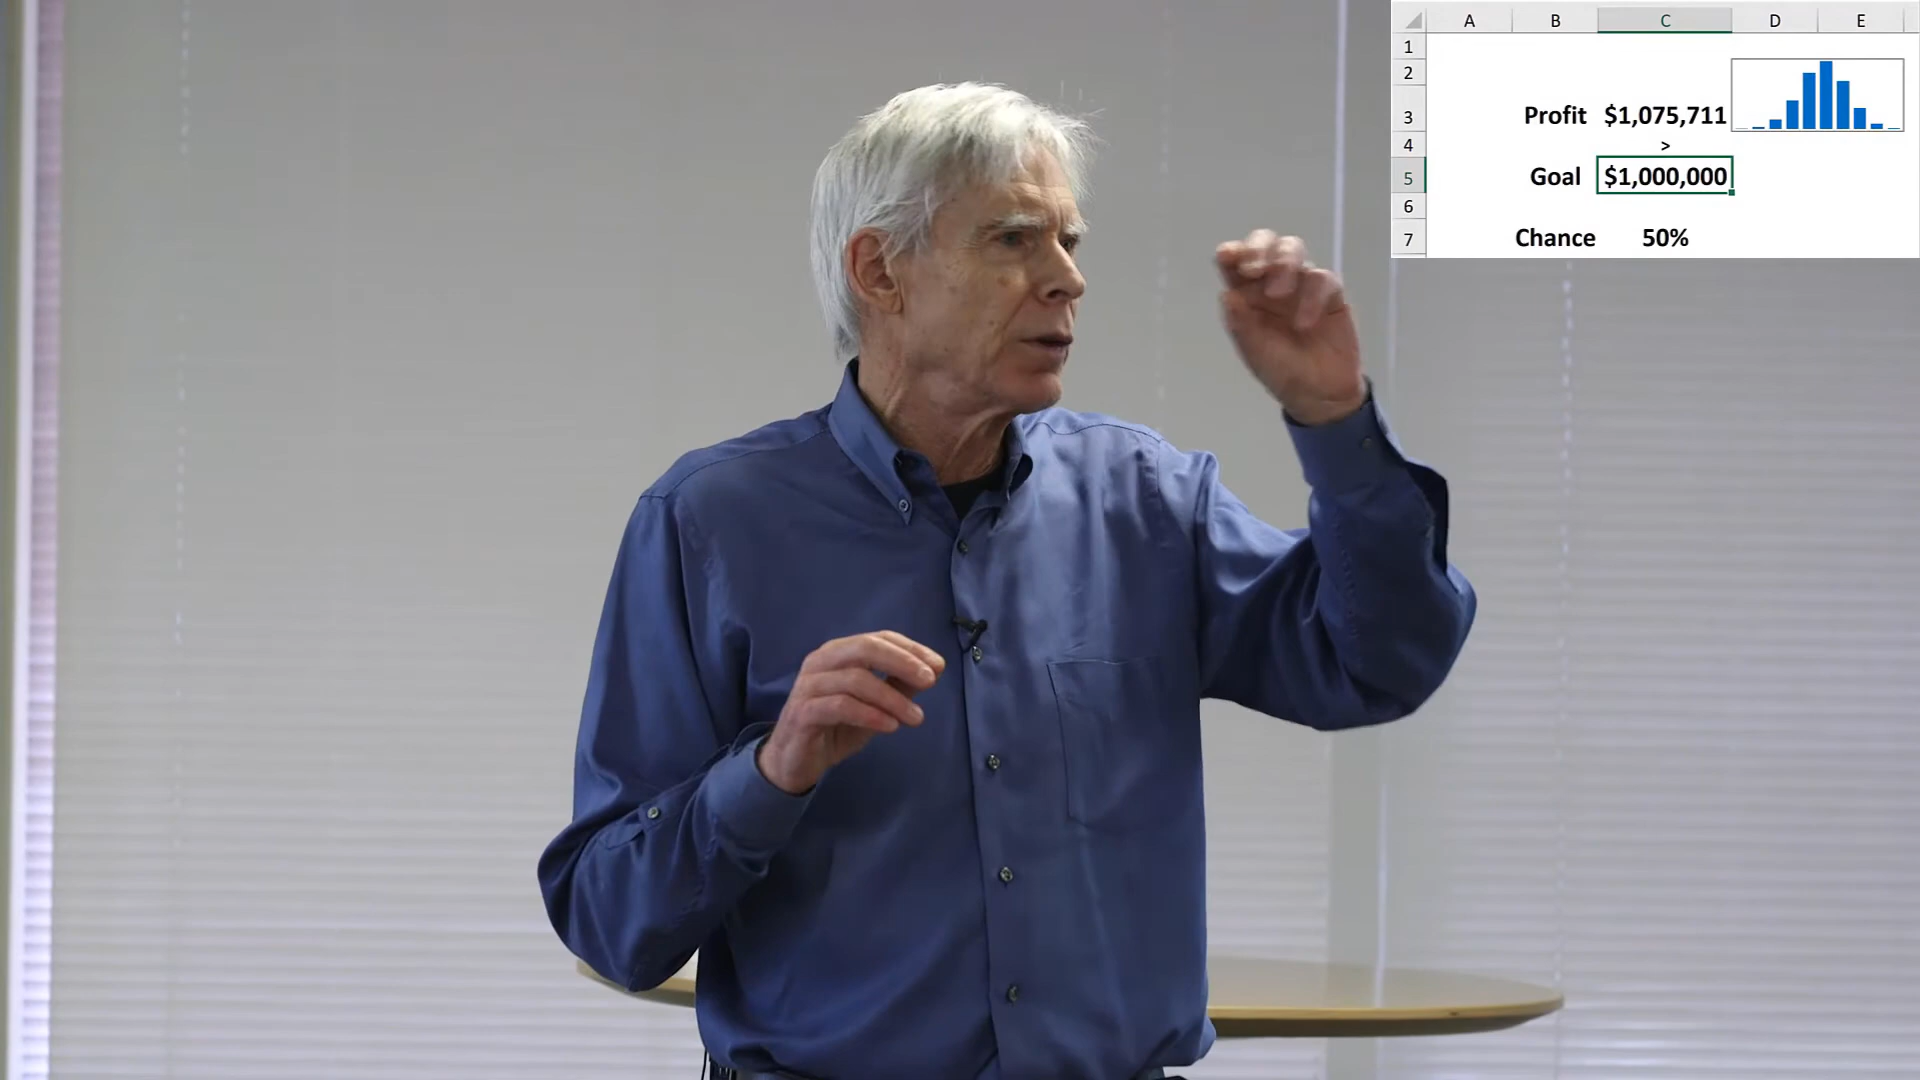 A B C D E
1
2
3 Profit $1,075,711
4 >
5 Goal $1,000,000
6
7 Chance 50%